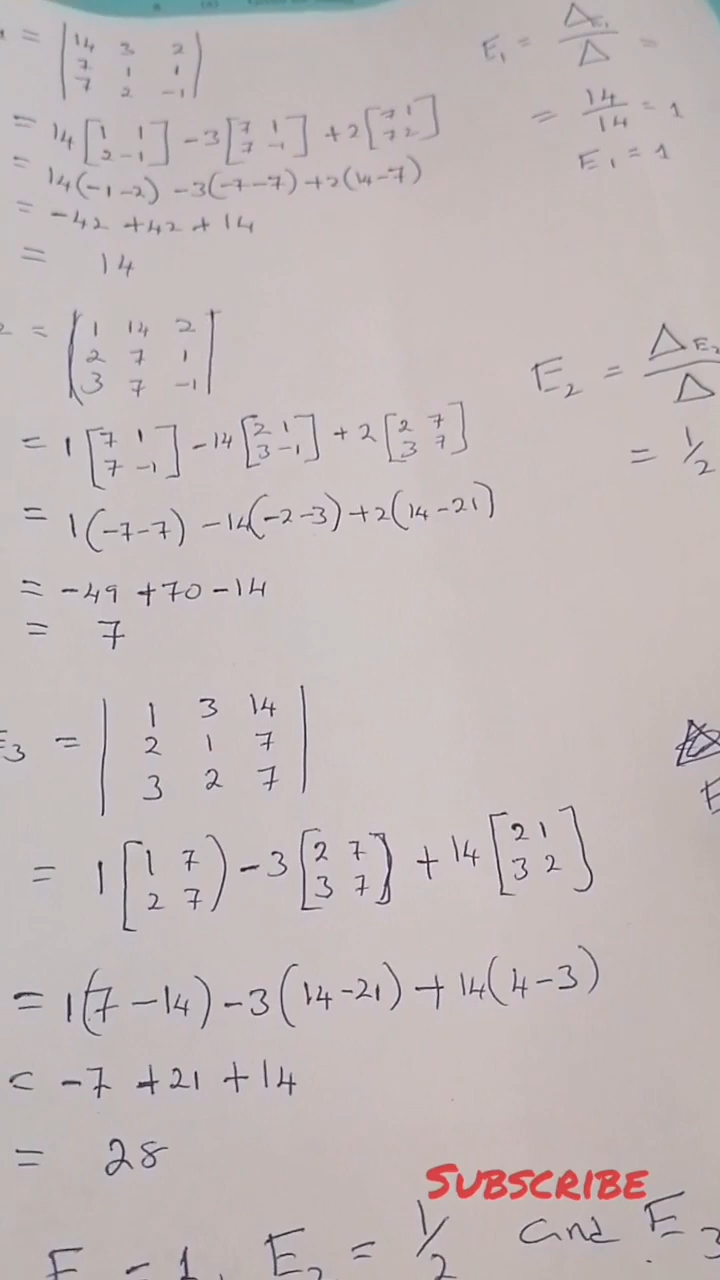 = | 14 3 2 |
| 7 1 1 |
| 7 2 -1 |
= 14 [ 1 1 ] - 3 [ 7 1 ] + 2 [ 7 1 ]
[ 2 -1 ] [ 7 -1 ] [ 7 2 ]
= 14(-1-2) - 3(-7-7) + 2(14-7)
= -42 + 42 + 14
= 14
E₁ = Δ E₁ / Δ =
= 14/14 = 1
E₁ = 1
2 = | 1 14 2 |
| 2 7 1 |
| 3 7 -1 |
= 1 [ 7 1 ] - 14 [ 2 1 ] + 2 [ 2 7 ]
[ 7 -1 ] [ 3 -1 ] [ 3 7 ]
= 1(-7-7) - 14(-2-3) + 2(14-21)
= -49 + 70 - 14
= 7
E₂ = Δ E₂ / Δ
= 1/2
E₃ = | 1 3 14 |
| 2 1 7 |
| 3 2 7 |
= 1 [ 1 7 ) - 3 [ 2 7 ] + 14 [ 2 1 ]
[ 2 7 ) [ 3 7 ] [ 3 2 ]
= 1(7-14) - 3(14-21) + 14(4-3)
= -7 + 21 + 14
= 28
SUBSCRIBE
E = 1, E₂ = 1/2 and E₃